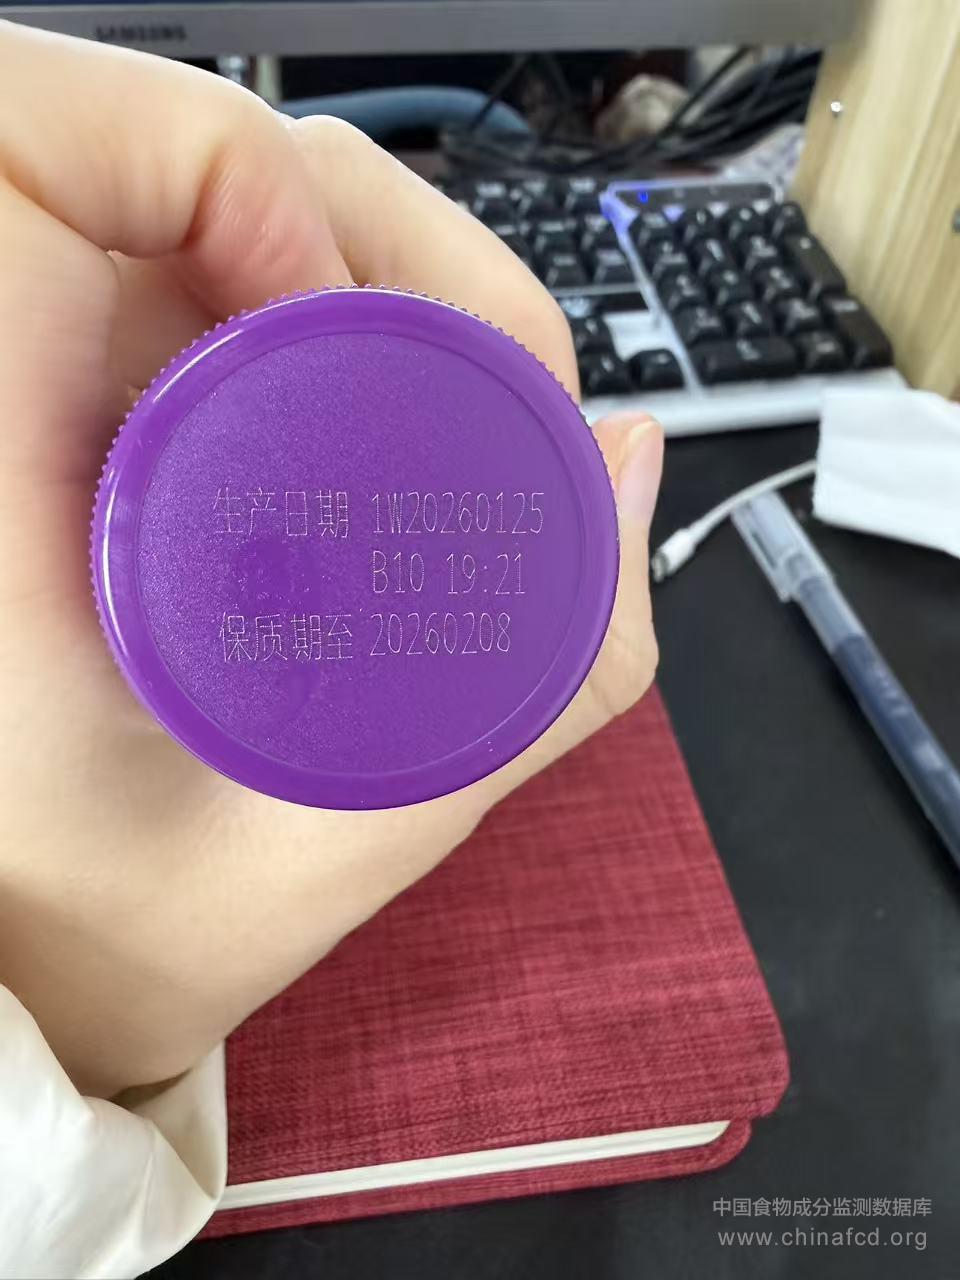 SAMSUNG
生产日期 1W20260125
B10 19:21
保质期至 20260208
中国食物成分监测数据库
www.chinafcd.org